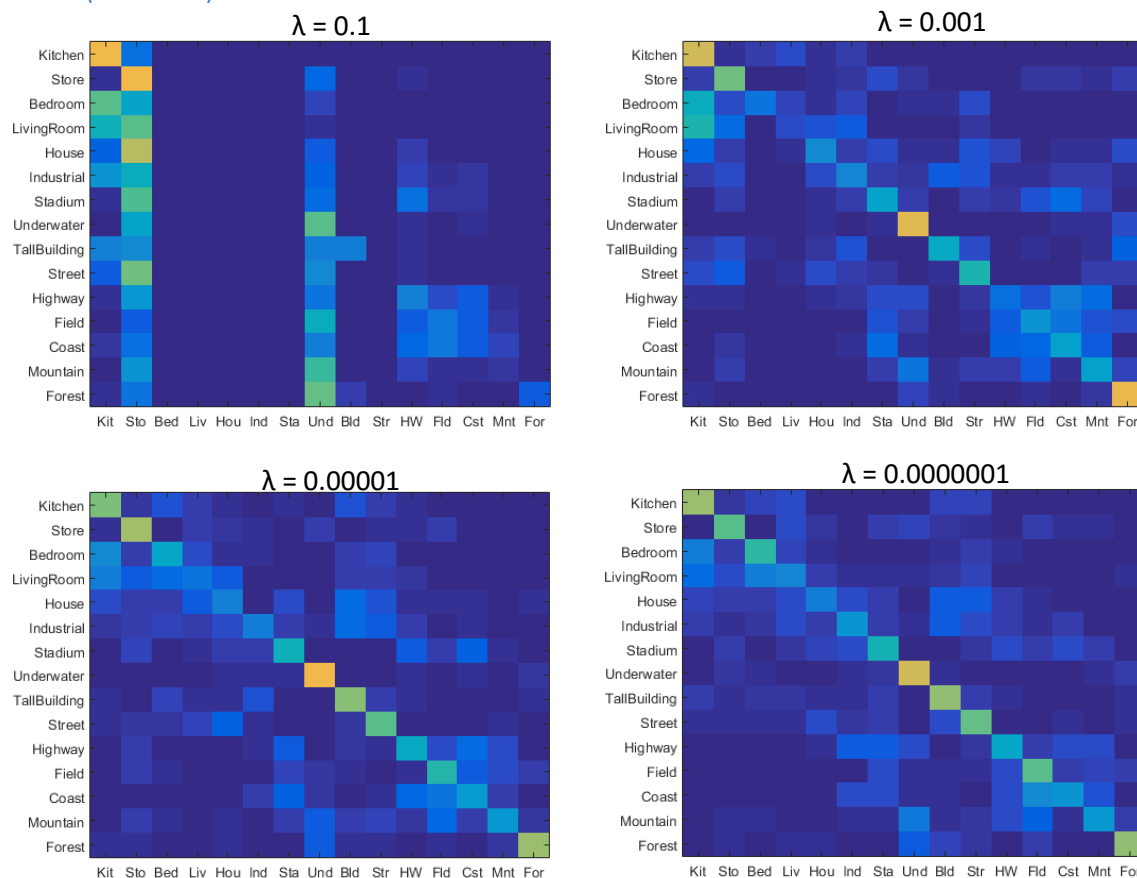 λ = 0.1
Kitchen
Store
Bedroom
LivingRoom
House
Industrial
Stadium
Underwater
TallBuilding
Street
Highway
Field
Coast
Mountain
Forest
Kit Sto Bed Liv Hou Ind Sta Und Bld Str HW Fld Cst Mnt For
λ = 0.001
Kitchen
Store
Bedroom
LivingRoom
House
Industrial
Stadium
Underwater
TallBuilding
Street
Highway
Field
Coast
Mountain
Forest
Kit Sto Bed Liv Hou Ind Sta Und Bld Str HW Fld Cst Mnt For
λ = 0.00001
Kitchen
Store
Bedroom
LivingRoom
House
Industrial
Stadium
Underwater
TallBuilding
Street
Highway
Field
Coast
Mountain
Forest
Kit Sto Bed Liv Hou Ind Sta Und Bld Str HW Fld Cst Mnt For
λ = 0.0000001
Kitchen
Store
Bedroom
LivingRoom
House
Industrial
Stadium
Underwater
TallBuilding
Street
Highway
Field
Coast
Mountain
Forest
Kit Sto Bed Liv Hou Ind Sta Und Bld Str HW Fld Cst Mnt For